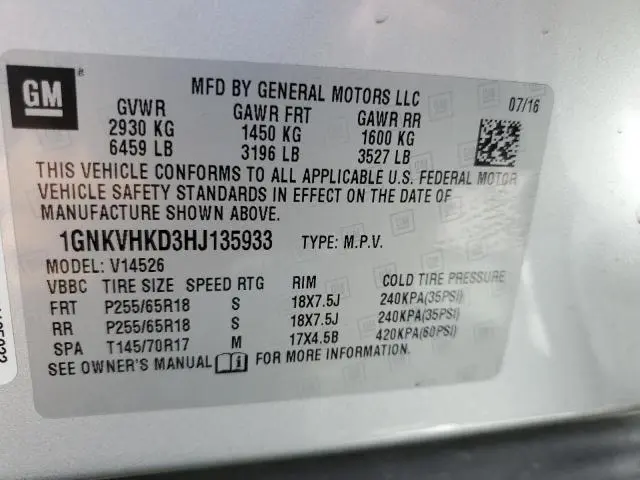 GM
®
MFD BY GENERAL MOTORS LLC
07/16
GVWR GAWR FRT GAWR RR
2930 KG 1450 KG 1600 KG
6459 LB 3196 LB 3527 LB
THIS VEHICLE CONFORMS TO ALL APPLICABLE U.S. FEDERAL MOTOR
VEHICLE SAFETY STANDARDS IN EFFECT ON THE DATE OF
MANUFACTURE SHOWN ABOVE.
1GNKVHKD3HJ135933 TYPE: M.P.V.
MODEL: V14526
VBBC TIRE SIZE SPEED RTG RIM COLD TIRE PRESSURE
FRT P255/65R18 S 18X7.5J 240KPA(35PSI)
RR P255/65R18 S 18X7.5J 240KPA(35PSI)
SPA T145/70R17 M 17X4.5B 420KPA(60PSI)
SEE OWNER'S MANUAL FOR MORE INFORMATION